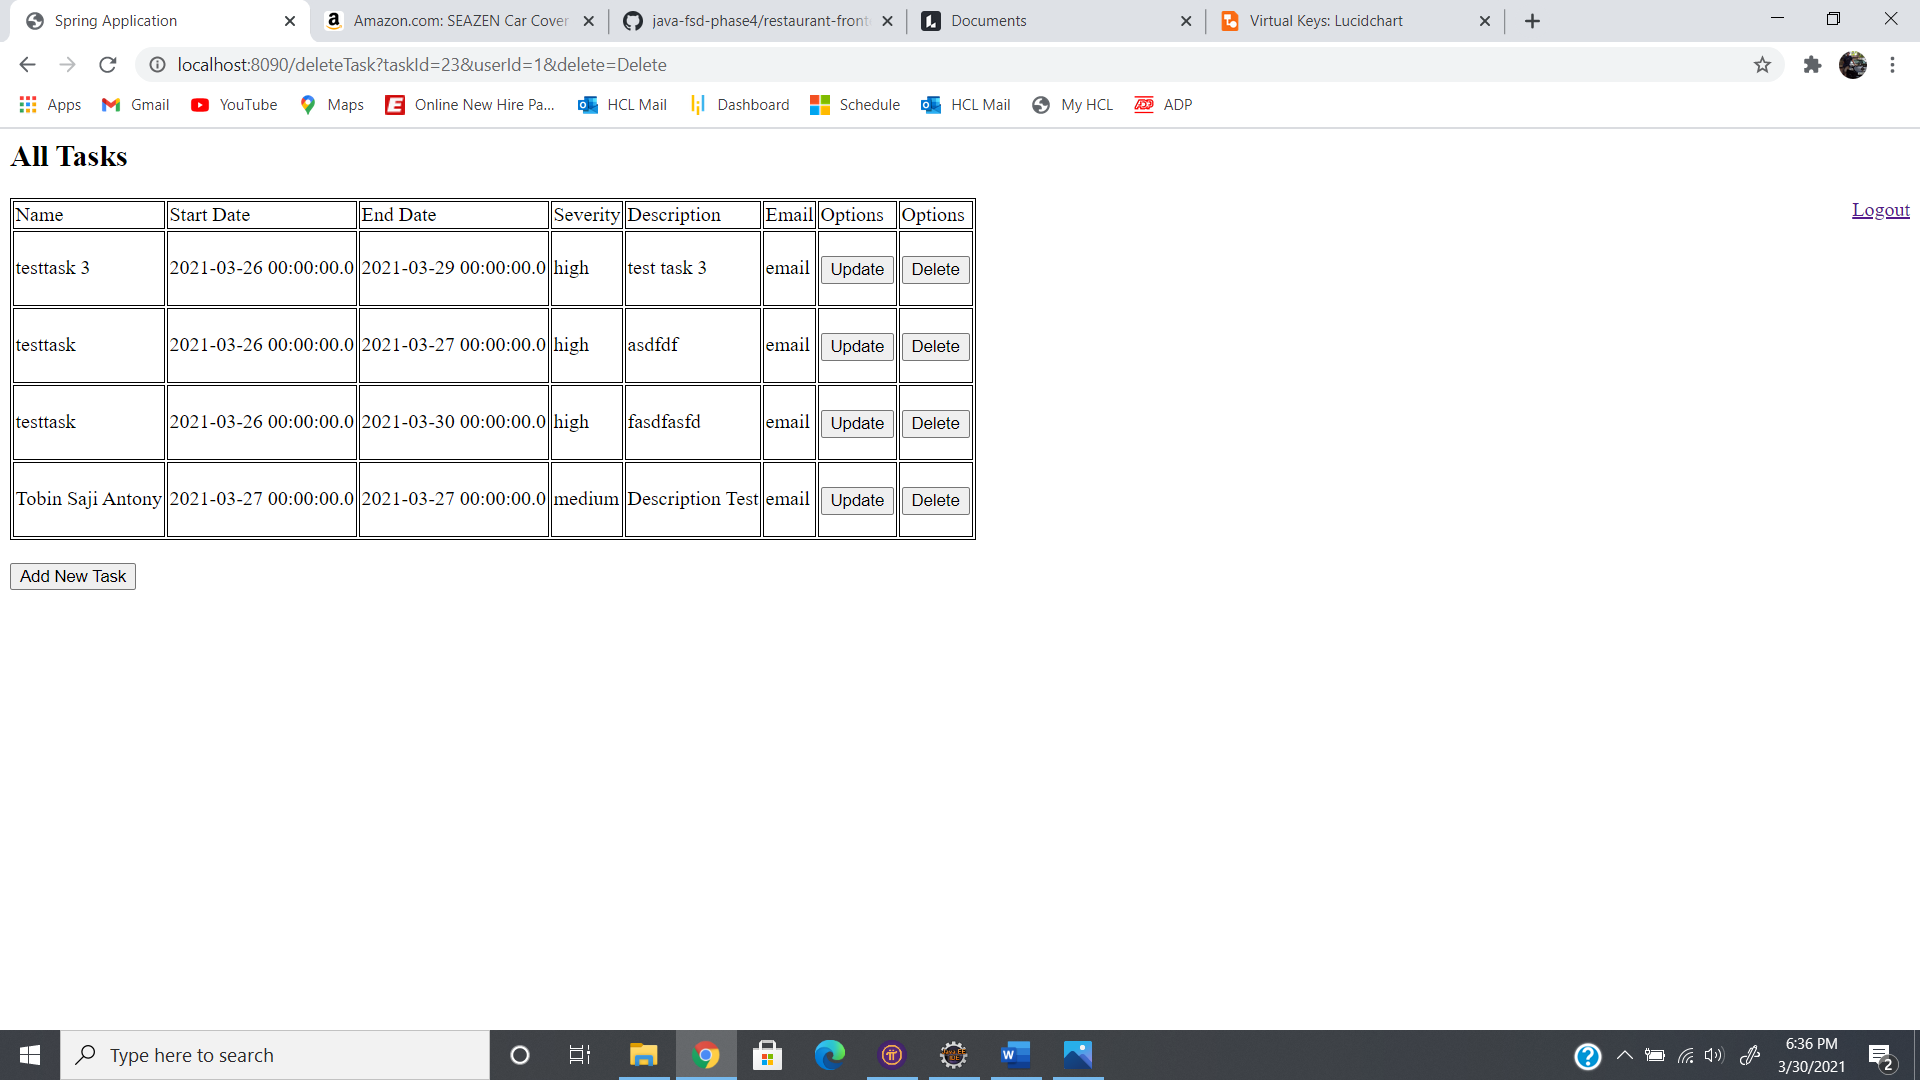 Spring Application
Amazon.com: SEAZEN Car Cover
java-fsd-phase4/restaurant-front
Documents
Virtual Keys: Lucidchart
localhost:8090/deleteTask?taskId=23&userId=1&delete=Delete
Apps Gmail YouTube Maps Online New Hire Pa... HCL Mail Dashboard Schedule HCL Mail My HCL ADP
All Tasks
Logout
Name Start Date End Date Severity Description Email Options Options
testtask 3 2021-03-26 00:00:00.0 2021-03-29 00:00:00.0 high test task 3 email Update Delete
testtask 2021-03-26 00:00:00.0 2021-03-27 00:00:00.0 high asdfdf email Update Delete
testtask 2021-03-26 00:00:00.0 2021-03-30 00:00:00.0 high fasdfasfd email Update Delete
Tobin Saji Antony 2021-03-27 00:00:00.0 2021-03-27 00:00:00.0 medium Description Test email Update Delete
Add New Task
Type here to search
6:36 PM
3/30/2021
2